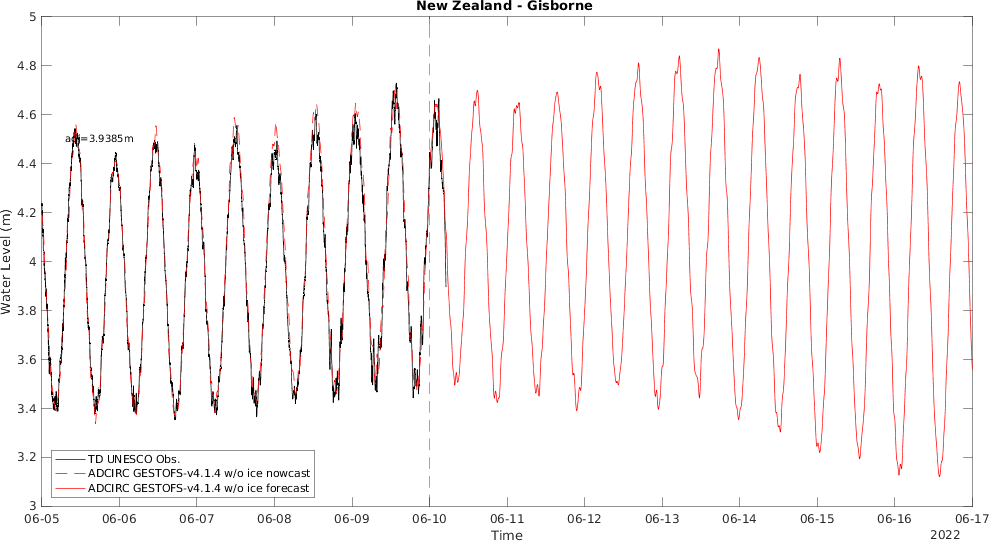 New Zealand - Gisborne
5
4.8
4.6
4.4
4.2
4
3.8
3.6
3.4
3.2
3
Water Level (m)
adj=3.9385m
TD UNESCO Obs.
ADCIRC GESTOFS-v4.1.4 w/o ice nowcast
ADCIRC GESTOFS-v4.1.4 w/o ice forecast
06-05 06-06 06-07 06-08 06-09 06-10 06-11 06-12 06-13 06-14 06-15 06-16 06-17
Time
2022